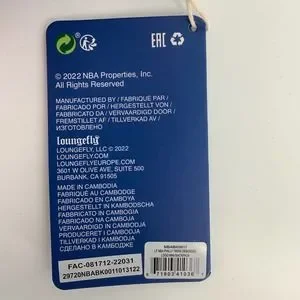 EAC
© 2022 NBA Properties, Inc.
All Rights Reserved
MANUFACTURED BY / FABRIQUE PAR /
FABRICADO POR / HERGESTELLT VON /
FABBRICATO DA / VERVAARDIGD DOOR /
FREMSTILLET AF / TILLVERKAD AV /
ИЗГОТОВЛЕНО
loungefly
LOUNGEFLY, LLC © 2022
LOUNGEFLY.COM
LOUNGEFLYEUROPE.COM
3601 W OLIVE AVE, SUITE 500
BURBANK, CA 91505
MADE IN CAMBODIA
FABRIQUÉ AU CAMBODGE
HECHO EN CAMBOYA
HERGESTELLT IN KAMBODSCHA
FABBRICATO IN CAMBOGIA
VERVAARDIGD IN CAMBODJA
PRODUCERET I CAMBODJA
TILLVERKAD I KAMBODJA
СДЕЛАНО В КАМБОДЖЕ
FAC-081712-22031
29720NBABK0011013122
NBABK0011